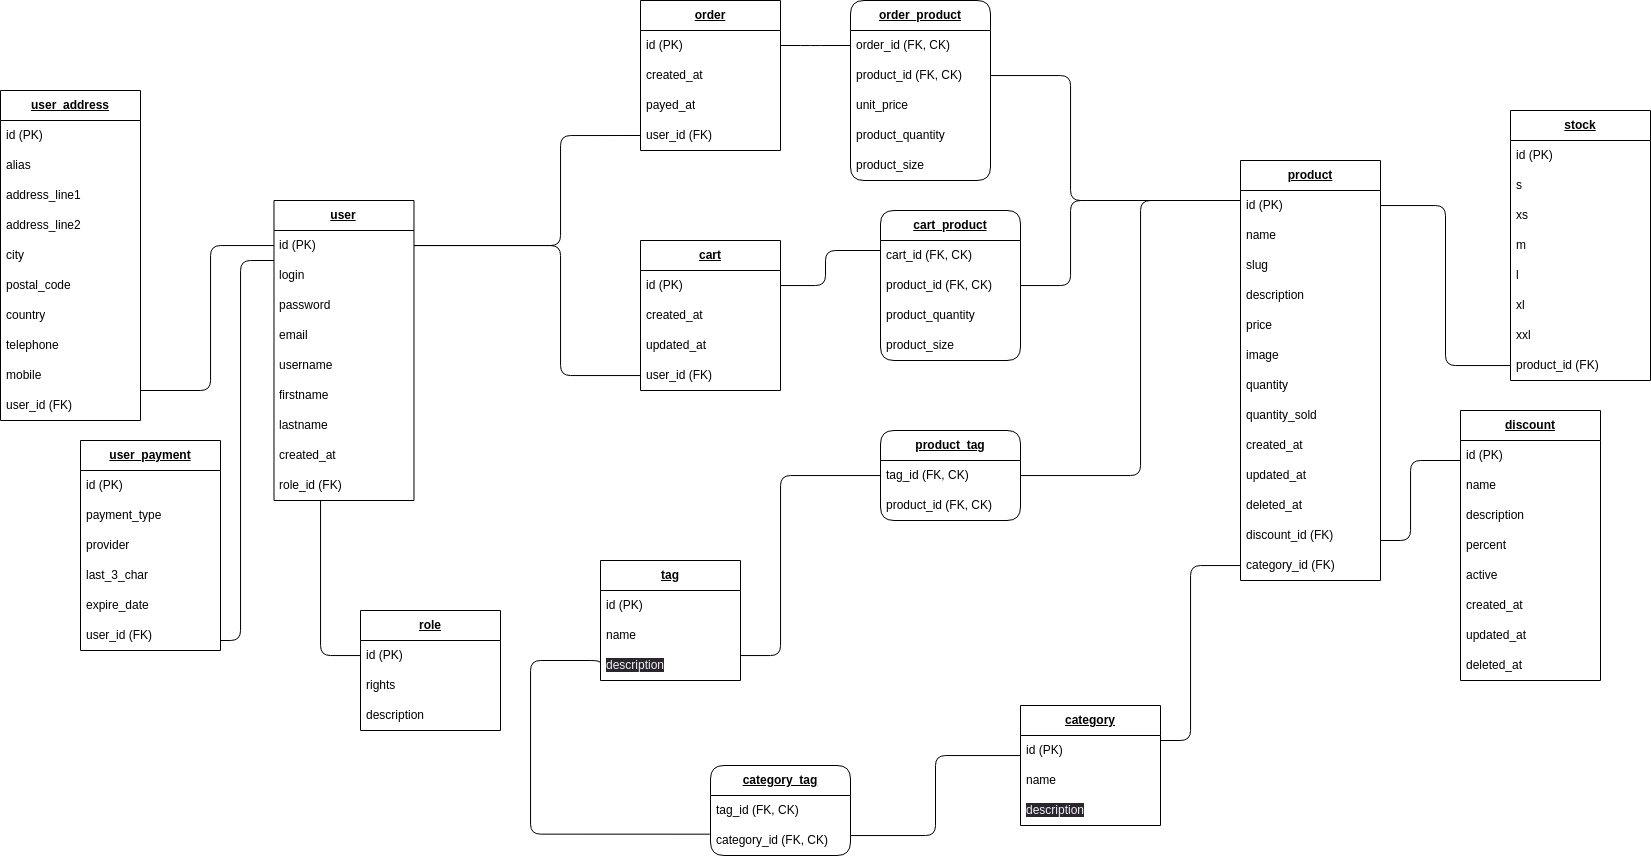 order
id (PK)
created_at
payed_at
user_id (FK)
order_product
order_id (FK, CK)
product_id (FK, CK)
unit_price
product_quantity
product_size
user_address
id (PK)
alias
address_line1
address_line2
city
postal_code
country
telephone
mobile
user_id (FK)
user
id (PK)
login
password
email
username
firstname
lastname
created_at
role_id (FK)
cart
id (PK)
created_at
updated_at
user_id (FK)
cart_product
cart_id (FK, CK)
product_id (FK, CK)
product_quantity
product_size
product
id (PK)
name
slug
description
price
image
quantity
quantity_sold
created_at
updated_at
deleted_at
discount_id (FK)
category_id (FK)
stock
id (PK)
s
xs
m
l
xl
xxl
product_id (FK)
user_payment
id (PK)
payment_type
provider
last_3_char
expire_date
user_id (FK)
product_tag
tag_id (FK, CK)
product_id (FK, CK)
discount
id (PK)
name
description
percent
active
created_at
updated_at
deleted_at
role
id (PK)
rights
description
tag
id (PK)
name
description
category_tag
tag_id (FK, CK)
category_id (FK, CK)
category
id (PK)
name
description